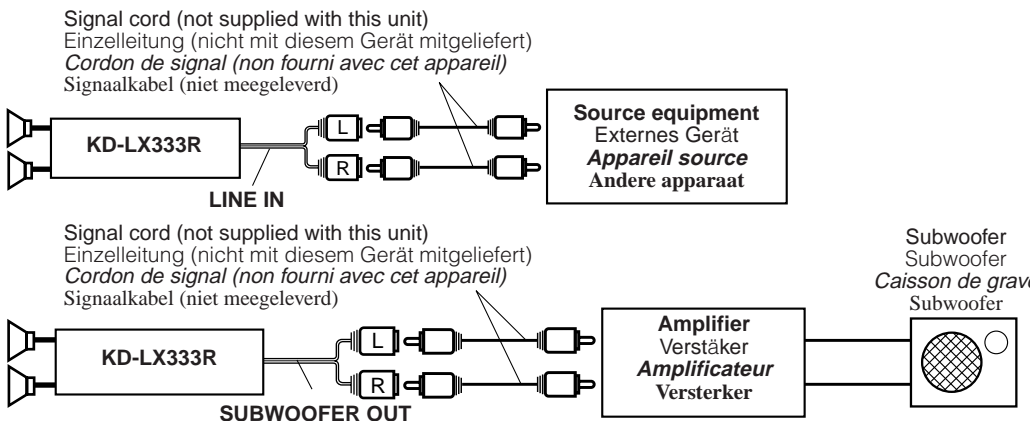 Signal cord (not supplied with this unit)
Einzelleitung (nicht mit diesem Gerät mitgeliefert)
Cordon de signal (non fourni avec cet appareil)
Signaalkabel (niet meegeleverd)
KD-LX333R
L
R
LINE IN
Source equipment
Externes Gerät
Appareil source
Andere apparaat
Signal cord (not supplied with this unit)
Einzelleitung (nicht mit diesem Gerät mitgeliefert)
Cordon de signal (non fourni avec cet appareil)
Signaalkabel (niet meegeleverd)
KD-LX333R
L
R
SUBWOOFER OUT
Amplifier
Verstäker
Amplificateur
Versterker
Subwoofer
Subwoofer
Caisson de grave
Subwoofer